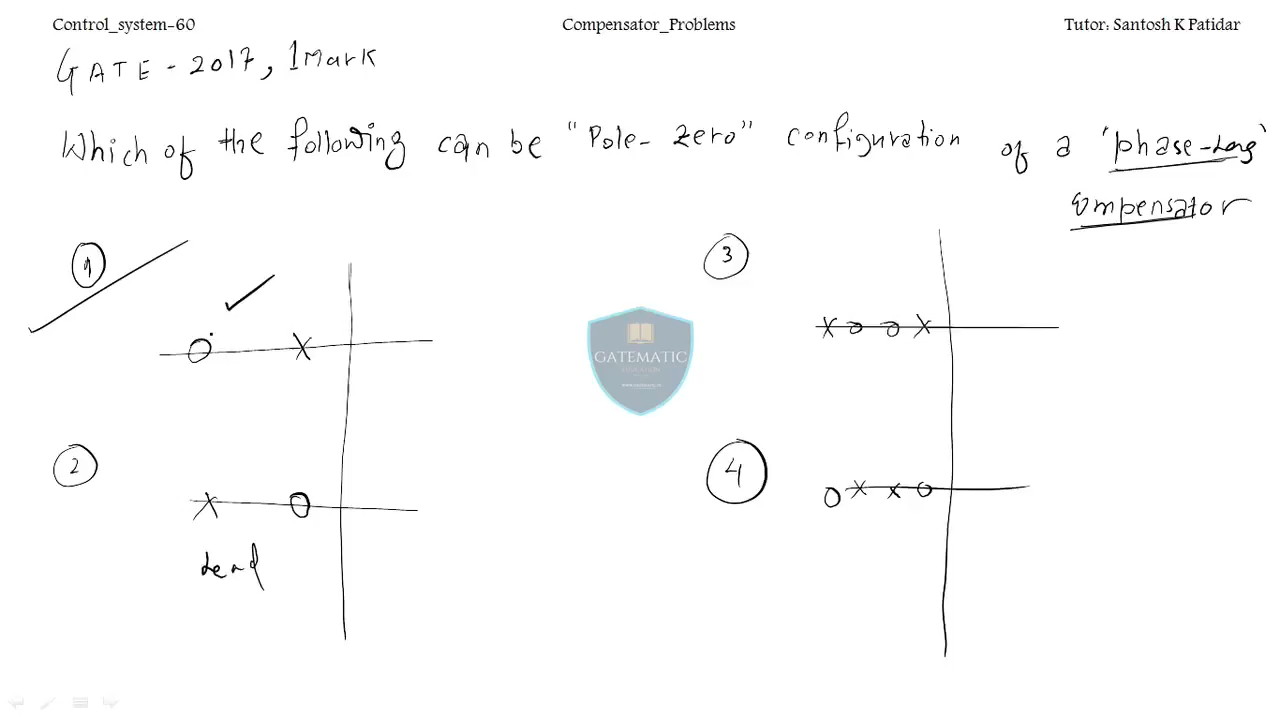 Control_system-60
Compensator_Problems
Tutor: Santosh K Patidar
GATE - 2017, 1Mark
Which of the following can be "Pole-Zero" configuration of a 'phase-Lag'
compensator
1
3
2
4
Lead
GATEMATIC
EDUCATION